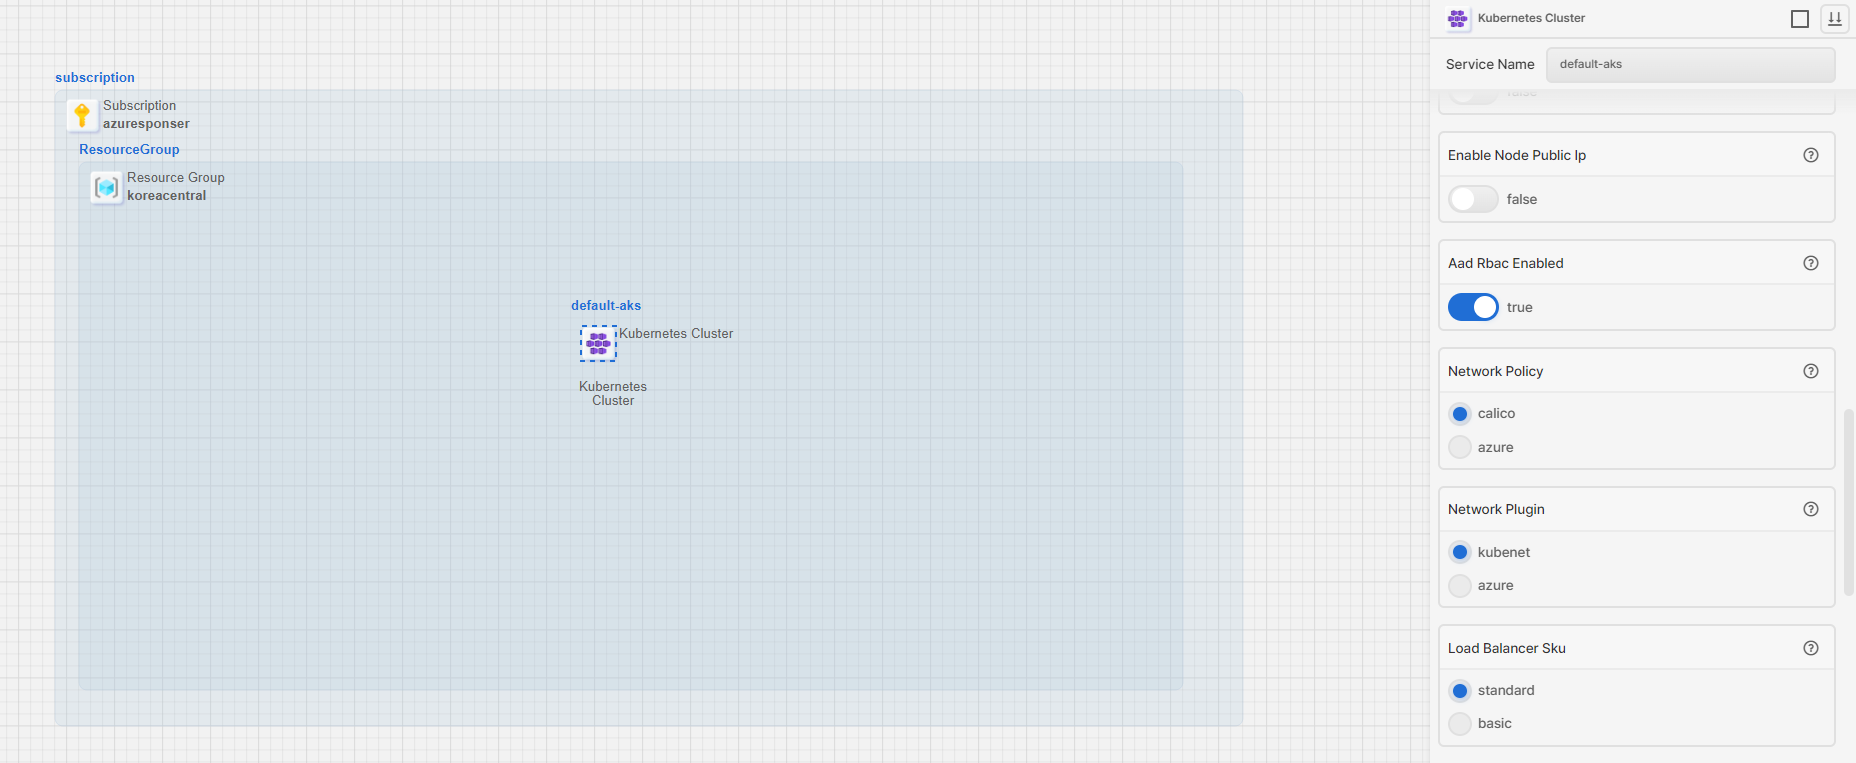 subscription
Subscription
azuresponser
ResourceGroup
Resource Group
koreacentral
default-aks
Kubernetes Cluster
Kubernetes
Cluster
Kubernetes Cluster
Service Name
default-aks
false
Enable Node Public Ip
false
Aad Rbac Enabled
true
Network Policy
calico
azure
Network Plugin
kubenet
azure
Load Balancer Sku
standard
basic